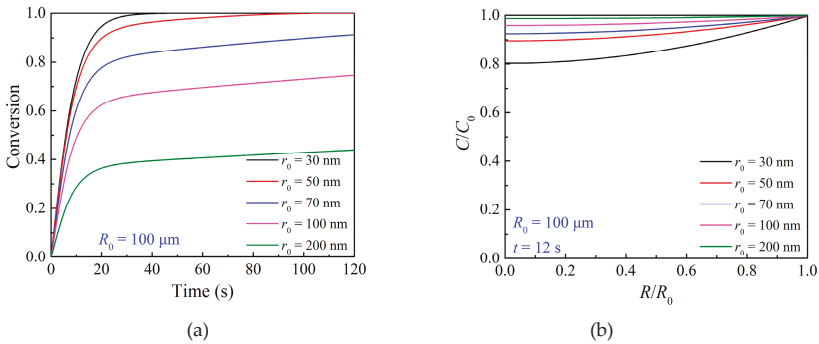 1.0
0.8
0.6
0.4
0.2
0.0
Conversion
r0 = 30 nm
r0 = 50 nm
r0 = 70 nm
r0 = 100 nm
r0 = 200 nm
R0 = 100 μm
0 20 40 60 80 100 120
Time (s)
(a)
1.0
0.8
0.6
0.4
0.2
0.0
C/C0
r0 = 30 nm
r0 = 50 nm
r0 = 70 nm
r0 = 100 nm
r0 = 200 nm
R0 = 100 μm
t = 12 s
0.0 0.2 0.4 0.6 0.8 1.0
R/R0
(b)